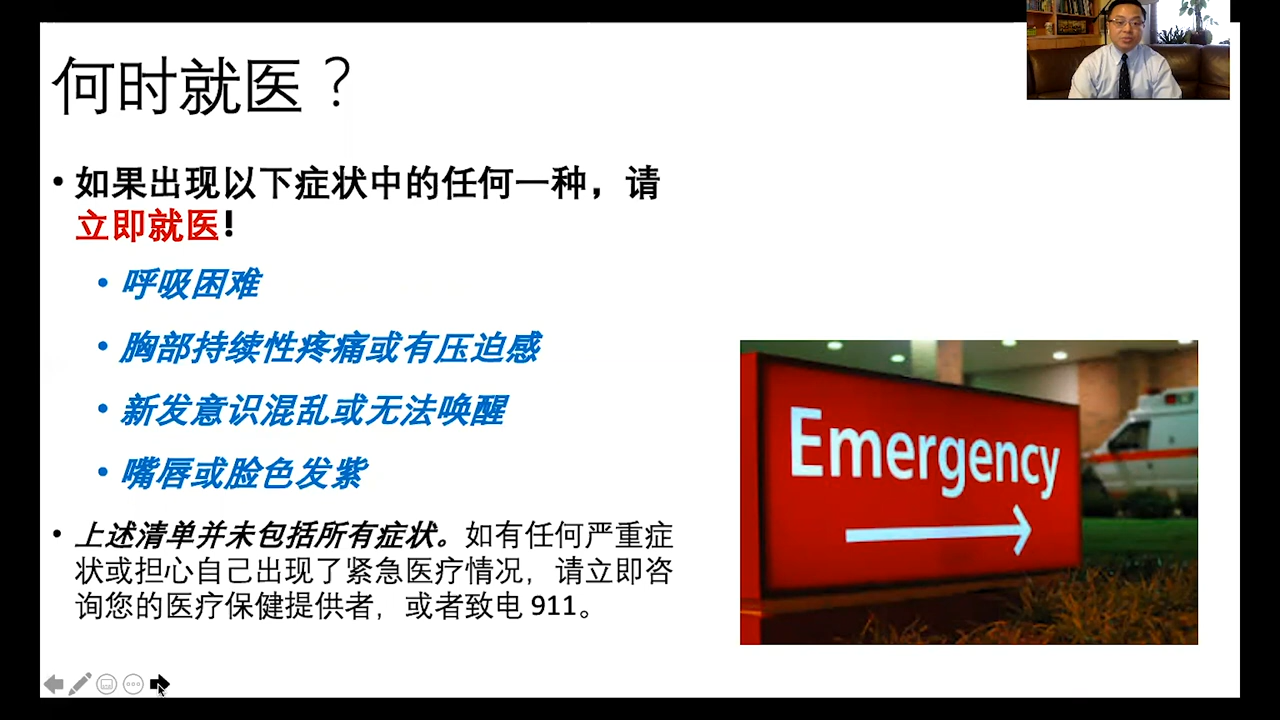 何时就医？
• 如果出现以下症状中的任何一种，请
立即就医!
• 呼吸困难
• 胸部持续性疼痛或有压迫感
• 新发意识混乱或无法唤醒
• 嘴唇或脸色发紫
• 上述清单并未包括所有症状。如有任何严重症
状或担心自己出现了紧急医疗情况，请立即咨
询您的医疗保健提供者，或者致电 911。
Emergency